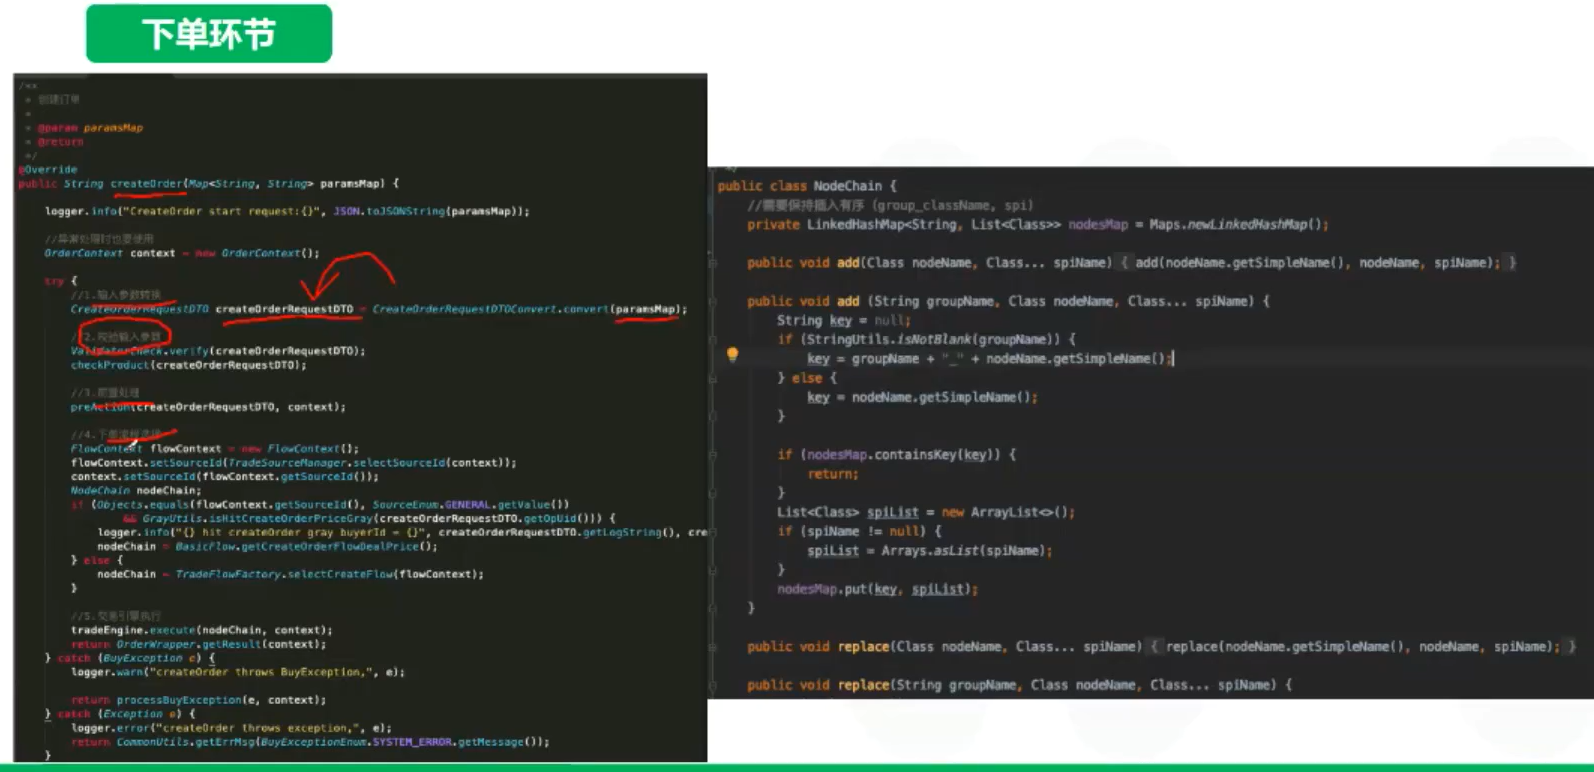 下单环节
/**
* 创建订单
*
* @param paramsMap
* @return
*/
@Override
public String createOrder(Map<String, String> paramsMap) {
logger.info("CreateOrder start request:{}", JSON.toJSONString(paramsMap));
//异常处理时也要使用
OrderContext context = new OrderContext();
try {
//1.输入参数转换
CreateOrderRequestDTO createOrderRequestDTO = CreateOrderRequestDTOConvert.convert(paramsMap);
//2.校验输入参数
ValidatorCheck.verify(createOrderRequestDTO);
checkProduct(createOrderRequestDTO);
//3.前置处理
preAction(createOrderRequestDTO, context);
//4.下单流程选择
FlowContext flowContext = new FlowContext();
flowContext.setSourceId(TradeSourceManager.selectSourceId(context));
context.setSourceId(flowContext.getSourceId());
NodeChain nodeChain;
if (Objects.equals(flowContext.getSourceId(), SourceEnum.GENERAL.getValue())
&& GrayUtils.isHitCreateOrderPriceGray(createOrderRequestDTO.getOpUid())) {
logger.info("{} hit createOrder gray buyerId = {}", createOrderRequestDTO.getLogString(), cre
nodeChain = BasicFlow.getCreateOrderFlowDealPrice();
} else {
nodeChain = TradeFlowFactory.selectCreateFlow(flowContext);
}
//5.交易引擎执行
tradeEngine.execute(nodeChain, context);
return OrderWrapper.getResult(context);
} catch (BuyException e) {
logger.warn("createOrder throws BuyException,", e);
return processBuyException(e, context);
} catch (Exception e) {
logger.error("createOrder throws exception,", e);
return CommonUtils.getErrMsg(BuyExceptionEnum.SYSTEM_ERROR.getMessage());
}
*/
public class NodeChain {
//需要保持插入有序 (group_className, spi)
private LinkedHashMap<String, List<Class>> nodesMap = Maps.newLinkedHashMap();
public void add(Class nodeName, Class... spiName) { add(nodeName.getSimpleName(), nodeName, spiName); }
public void add (String groupName, Class nodeName, Class... spiName) {
String key = null;
if (StringUtils.isNotBlank(groupName)) {
key = groupName + "_" + nodeName.getSimpleName();
} else {
key = nodeName.getSimpleName();
}
if (nodesMap.containsKey(key)) {
return;
}
List<Class> spiList = new ArrayList<>();
if (spiName != null) {
spiList = Arrays.asList(spiName);
}
nodesMap.put(key, spiList);
}
public void replace(Class nodeName, Class... spiName) { replace(nodeName.getSimpleName(), nodeName, spiName); }
public void replace(String groupName, Class nodeName, Class... spiName) {